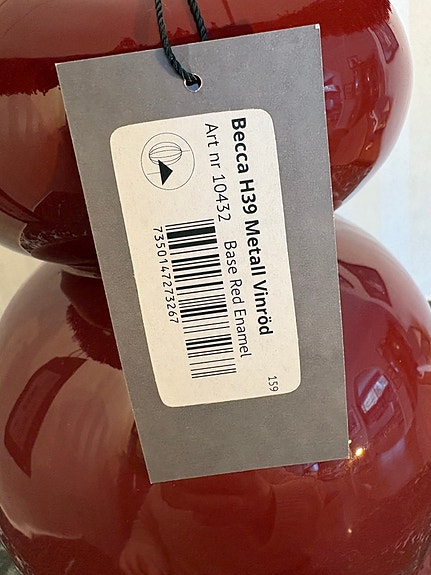 Becca H39 Metall Vinröd
Art nr 10432 Base Red Enamel
7350147273267
159